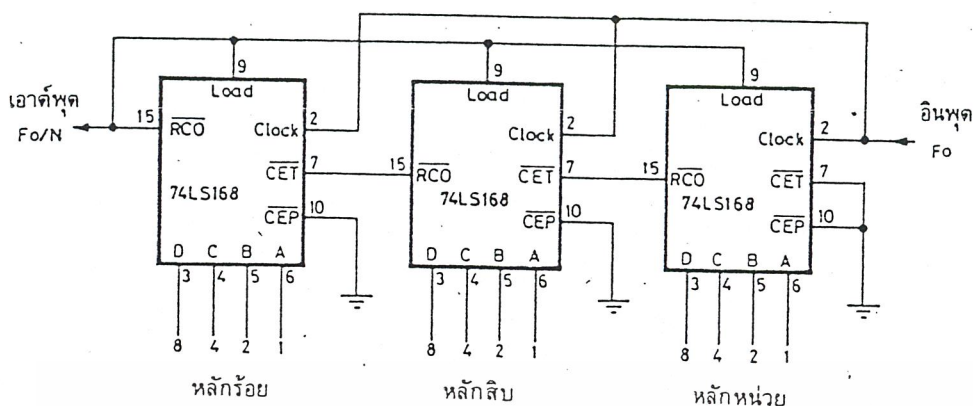 9
9
9
เอาต์พุต
Fo/N
15
RCO
Load
Clock
2
CET
7
74LS168
CEP
10
D C B A
3 4 5 6
8 4 2 1
หลักร้อย
15
RCO
Load
Clock
2
CET
7
74LS168
CEP
10
D C B A
3 4 5 6
8 4 2 1
หลักสิบ
15
RCO
Load
Clock
2
CET
7
74LS168
CEP
10
D C B A
3 4 5 6
8 4 2 1
หลักหน่วย
อินพุต
Fo